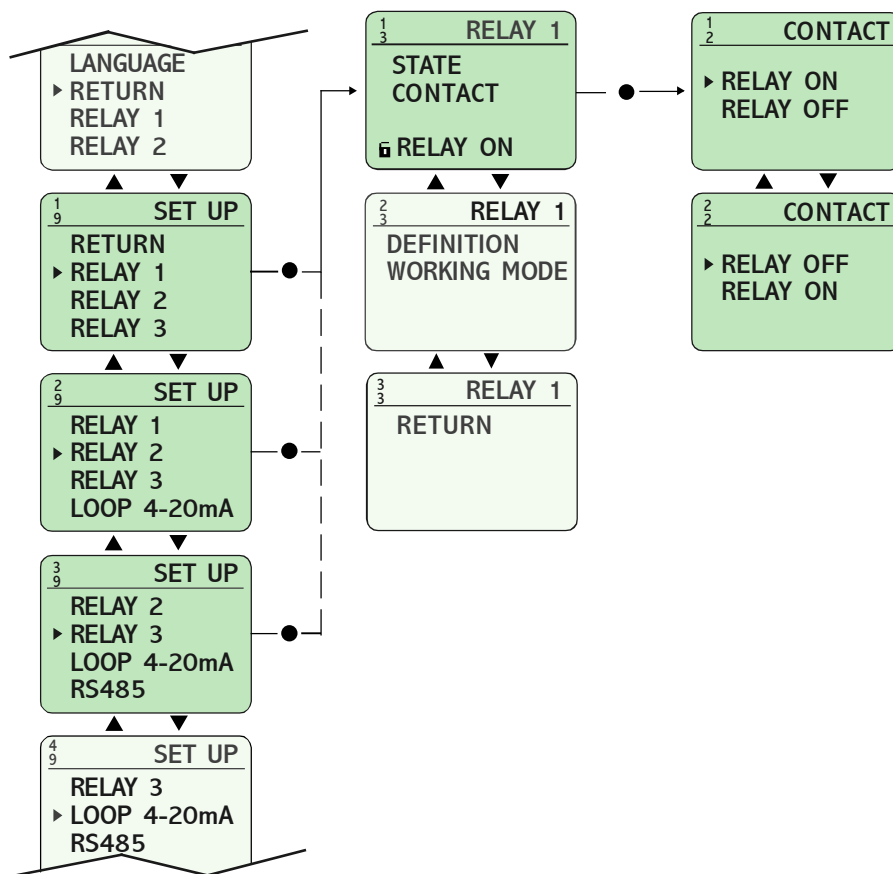 LANGUAGE
RETURN
RELAY 1
RELAY 2
1
9
SET UP
RETURN
RELAY 1
RELAY 2
RELAY 3
2
9
SET UP
RELAY 1
RELAY 2
RELAY 3
LOOP 4-20mA
3
9
SET UP
RELAY 2
RELAY 3
LOOP 4-20mA
RS485
4
9
SET UP
RELAY 3
LOOP 4-20mA
RS485
1
3
RELAY 1
STATE
CONTACT
RELAY ON
2
3
RELAY 1
DEFINITION
WORKING MODE
3
3
RELAY 1
RETURN
1
2
CONTACT
RELAY ON
RELAY OFF
2
2
CONTACT
RELAY OFF
RELAY ON